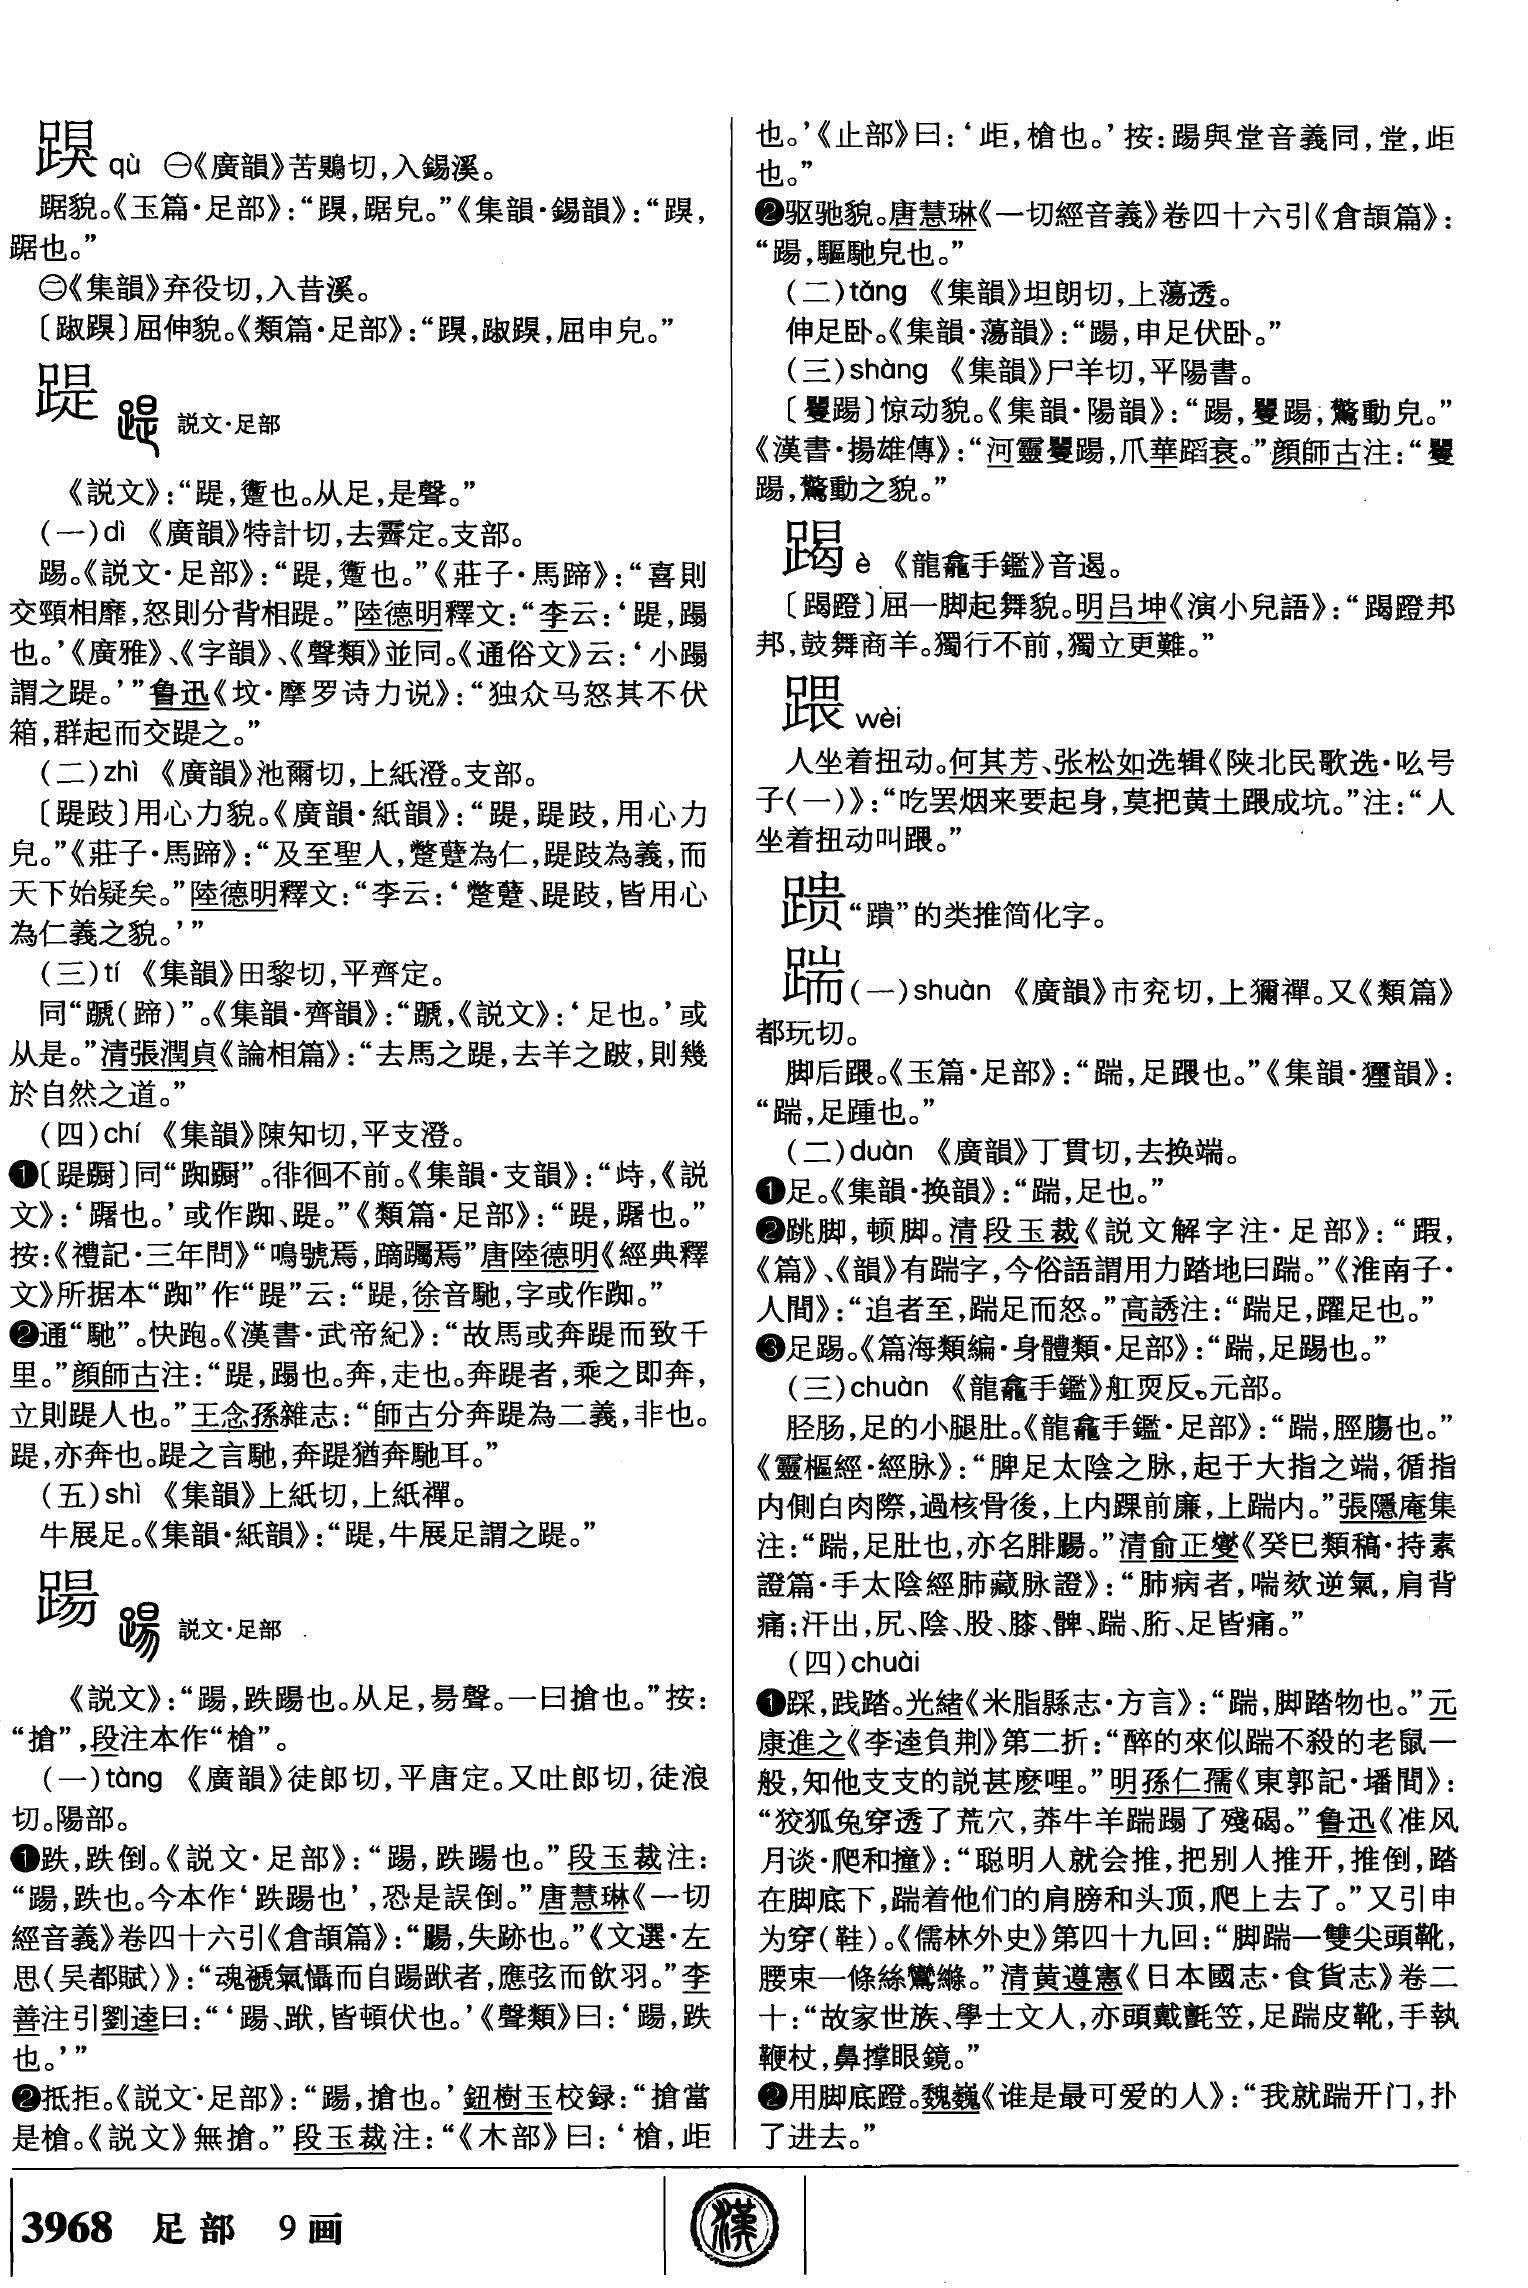 䠐 qù ㊀《廣韻》苦鶪切，入錫溪。
踞貌。《玉篇·足部》：“䠐，踞皃。”《集韻·錫韻》：“䠐，
踞也。”
㊁《集韻》弃役切，入昔溪。
〔踧䠐〕屈伸貌。《類篇·足部》：“䠐，踧䠐，屈申皃。”
踶 説文·足部
《説文》：“踶，躗也。从足，是聲。”
(一)dì 《廣韻》特計切，去霽定。支部。
踢。《説文·足部》：“踶，躗也。”《莊子·馬蹄》：“喜則
交頸相靡，怒則分背相踶。”陸德明釋文：“李云：‘踶，蹋
也。’《廣雅》、《字韻》、《聲類》並同。《通俗文》云：‘小蹋
謂之踶。’”鲁迅《坟·摩罗诗力说》：“独众马怒其不伏
箱，群起而交踶之。”
(二)zhì 《廣韻》池爾切，上紙澄。支部。
〔踶跂〕用心力貌。《廣韻·紙韻》：“踶，踶跂，用心力
皃。”《莊子·馬蹄》：“及至聖人，蹩躠為仁，踶跂為義，而
天下始疑矣。”陸德明釋文：“李云：‘蹩躠、踶跂，皆用心
為仁義之貌。’”
(三)tí 《集韻》田黎切，平齊定。
同“蹏(蹄)”。《集韻·齊韻》：“蹏，《説文》：‘足也。’或
从是。”清張潤貞《論相篇》：“去馬之踶，去羊之跛，則幾
於自然之道。”
(四)chí 《集韻》陳知切，平支澄。
❶〔踶䠱〕同“踟䠱”。徘徊不前。《集韻·支韻》：“峙，《説
文》：‘躇也。’或作踟、踶。”《類篇·足部》：“踶，躇也。”
按：《禮記·三年問》“鳴號焉，蹢躅焉”唐陸德明《經典釋
文》所据本“踟”作“踶”云：“踶，徐音馳，字或作踟。”
❷通“馳”。快跑。《漢書·武帝紀》：“故馬或奔踶而致千
里。”顔師古注：“踶，蹋也。奔，走也。奔踶者，乘之即奔，
立則踶人也。”王念孫雜志：“師古分奔踶為二義，非也。
踶，亦奔也。踶之言馳，奔踶猶奔馳耳。”
(五)shì 《集韻》上紙切，上紙禪。
牛展足。《集韻·紙韻》：“踶，牛展足謂之踶。”
踼 説文·足部
《説文》：“踼，跌踼也。从足，昜聲。一曰搶也。”按：
“搶”，段注本作“槍”。
(一)tàng 《廣韻》徒郎切，平唐定。又吐郎切，徒浪
切。陽部。
❶跌，跌倒。《説文·足部》：“踼，跌踼也。”段玉裁注：
“踼，跌也。今本作‘跌踼也’，恐是誤倒。”唐慧琳《一切
經音義》卷四十六引《倉頡篇》：“踼，失跡也。”《文選·左
思〈吴都賦〉》：“魂褫氣懾而自踼䟮者，應弦而飲羽。”李
善注引劉逵曰：“‘踼、䟮，皆頓伏也。’《聲類》曰：‘踼，跌
也。’”
❷抵拒。《説文·足部》：“踼，搶也。’鈕樹玉校録：“搶當
是槍。《説文》無搶。”段玉裁注：“《木部》曰：‘槍，歫
也。’《止部》曰：‘歫，槍也。’按：踼與堂音義同，堂，歫
也。”
❷驱驰貌。唐慧琳《一切經音義》卷四十六引《倉頡篇》：
“踼，驅馳皃也。”
(二)tǎng 《集韻》坦朗切，上蕩透。
伸足卧。《集韻·蕩韻》：“踼，申足伏卧。”
(三)shàng 《集韻》尸羊切，平陽書。
〔矍踼〕惊动貌。《集韻·陽韻》：“踼，矍踼，驚動皃。”
《漢書·揚雄傳》：“河靈矍踼，爪華蹈衰。”顔師古注：“矍
踼，驚動之貌。”
𨃃 è 《龍龕手鑑》音遏。
〔𨃃蹬〕屈一脚起舞貌。明吕坤《演小兒語》：“𨃃蹬邦
邦，鼓舞商羊。獨行不前，獨立更難。”
踒 wèi
人坐着扭动。何其芳、张松如选辑《陕北民歌选·吆号
子〈一〉》：“吃罢烟来要起身，莫把黄土踒成坑。”注：“人
坐着扭动叫踒。”
𬦿“蹪”的类推简化字。
踹(一)shuàn 《廣韻》市兖切，上獮禪。又《類篇》
都玩切。
脚后跟。《玉篇·足部》：“踹，足跟也。”《集韻·獮韻》：
“踹，足踵也。”
(二)duàn 《廣韻》丁貫切，去换端。
❶足。《集韻·换韻》：“踹，足也。”
❷跳脚，顿脚。清段玉裁《説文解字注·足部》：“踹，
《篇》、《韻》有踹字，今俗語謂用力踏地曰踹。”《淮南子·
人間》：“追者至，踹足而怒。”高誘注：“踹足，躍足也。”
❸足踢。《篇海類編·身體類·足部》：“踹，足踢也。”
(三)chuàn 《龍龕手鑑》舡耎反。元部。
胫肠，足的小腿肚。《龍龕手鑑·足部》：“踹，脛腸也。”
《靈樞經·經脉》：“脾足太陰之脉，起于大指之端，循指
内側白肉際，過核骨後，上内踝前廉，上踹内。”張隱庵集
注：“踹，足肚也，亦名腓腸。”清俞正燮《癸巳類稿·持素
證篇·手太陰經肺藏脉證》：“肺病者，喘欬逆氣，肩背
痛；汗出，尻、陰、股、膝、髀、踹、胻、足皆痛。”
(四)chuài
❶踩，践踏。光緒《米脂縣志·方言》：“踹，脚踏物也。”元
康進之《李逵負荆》第二折：“醉的來似踹不殺的老鼠一
般，知他支支的説甚麽哩。”明孫仁孺《東郭記·墦間》：
“狡狐兔穿透了荒穴，莽牛羊踹蹋了殘碣。”鲁迅《准风
月谈·爬和撞》：“聪明人就会推，把别人推开，推倒，踏
在脚底下，踹着他们的肩膀和头顶，爬上去了。”又引申
为穿(鞋)。《儒林外史》第四十九回：“脚踹一雙尖頭靴，
腰束一條絲鸞縧。”清黄遵憲《日本國志·食貨志》卷二
十：“故家世族、學士文人，亦頭戴氈笠，足踹皮靴，手執
鞭杖，鼻撑眼鏡。”
❷用脚底蹬。魏巍《谁是最可爱的人》：“我就踹开门，扑
了进去。”
3968 足部 9画
漢